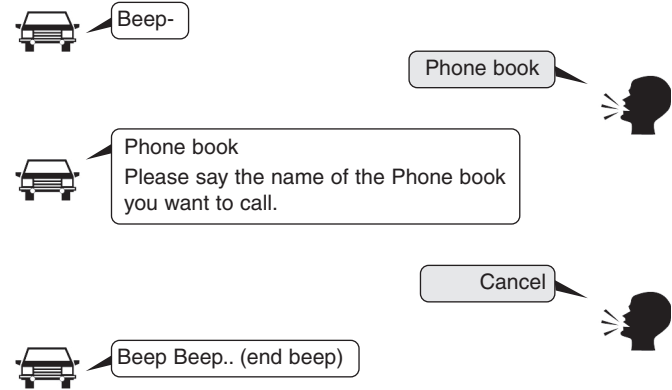 Beep-
Phone book
Phone book
Please say the name of the Phone book
you want to call.
Cancel
Beep Beep.. (end beep)